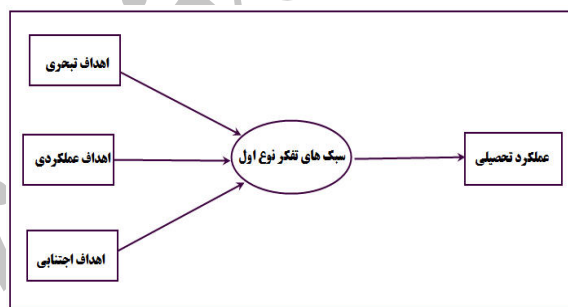 اهداف تبحری
اهداف عملکردی
سبک های تفکر نوع اول
عملکرد تحصیلی
اهداف اجتنابی